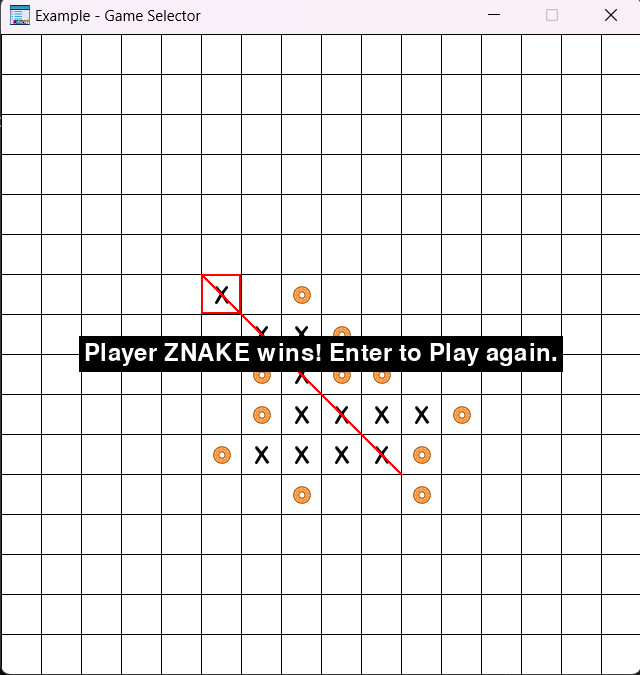 Example - Game Selector
X
X X
Player ZNAKE wins! Enter to Play again.
X
X X X X
X X X X